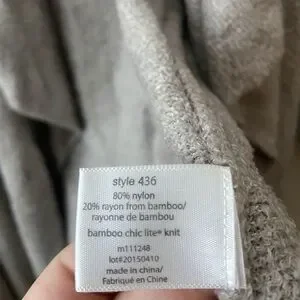 style 436
80% nylon
20% rayon from bamboo/
rayonne de bambou
bamboo chic lite® knit
m111248
lot#20150410
made in china/
Fabriqué en Chine